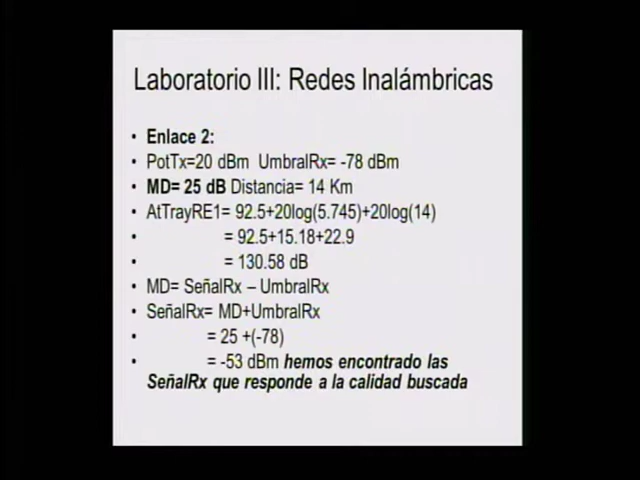 Laboratorio III: Redes Inalámbricas
• Enlace 2:
• PotTx=20 dBm UmbralRx= -78 dBm
• MD= 25 dB Distancia= 14 Km
• AtTrayRE1= 92.5+20log(5.745)+20log(14)
• = 92.5+15.18+22.9
• = 130.58 dB
• MD= SeñalRx – UmbralRx
• SeñalRx= MD+UmbralRx
• = 25 +(-78)
• = -53 dBm hemos encontrado las
SeñalRx que responde a la calidad buscada